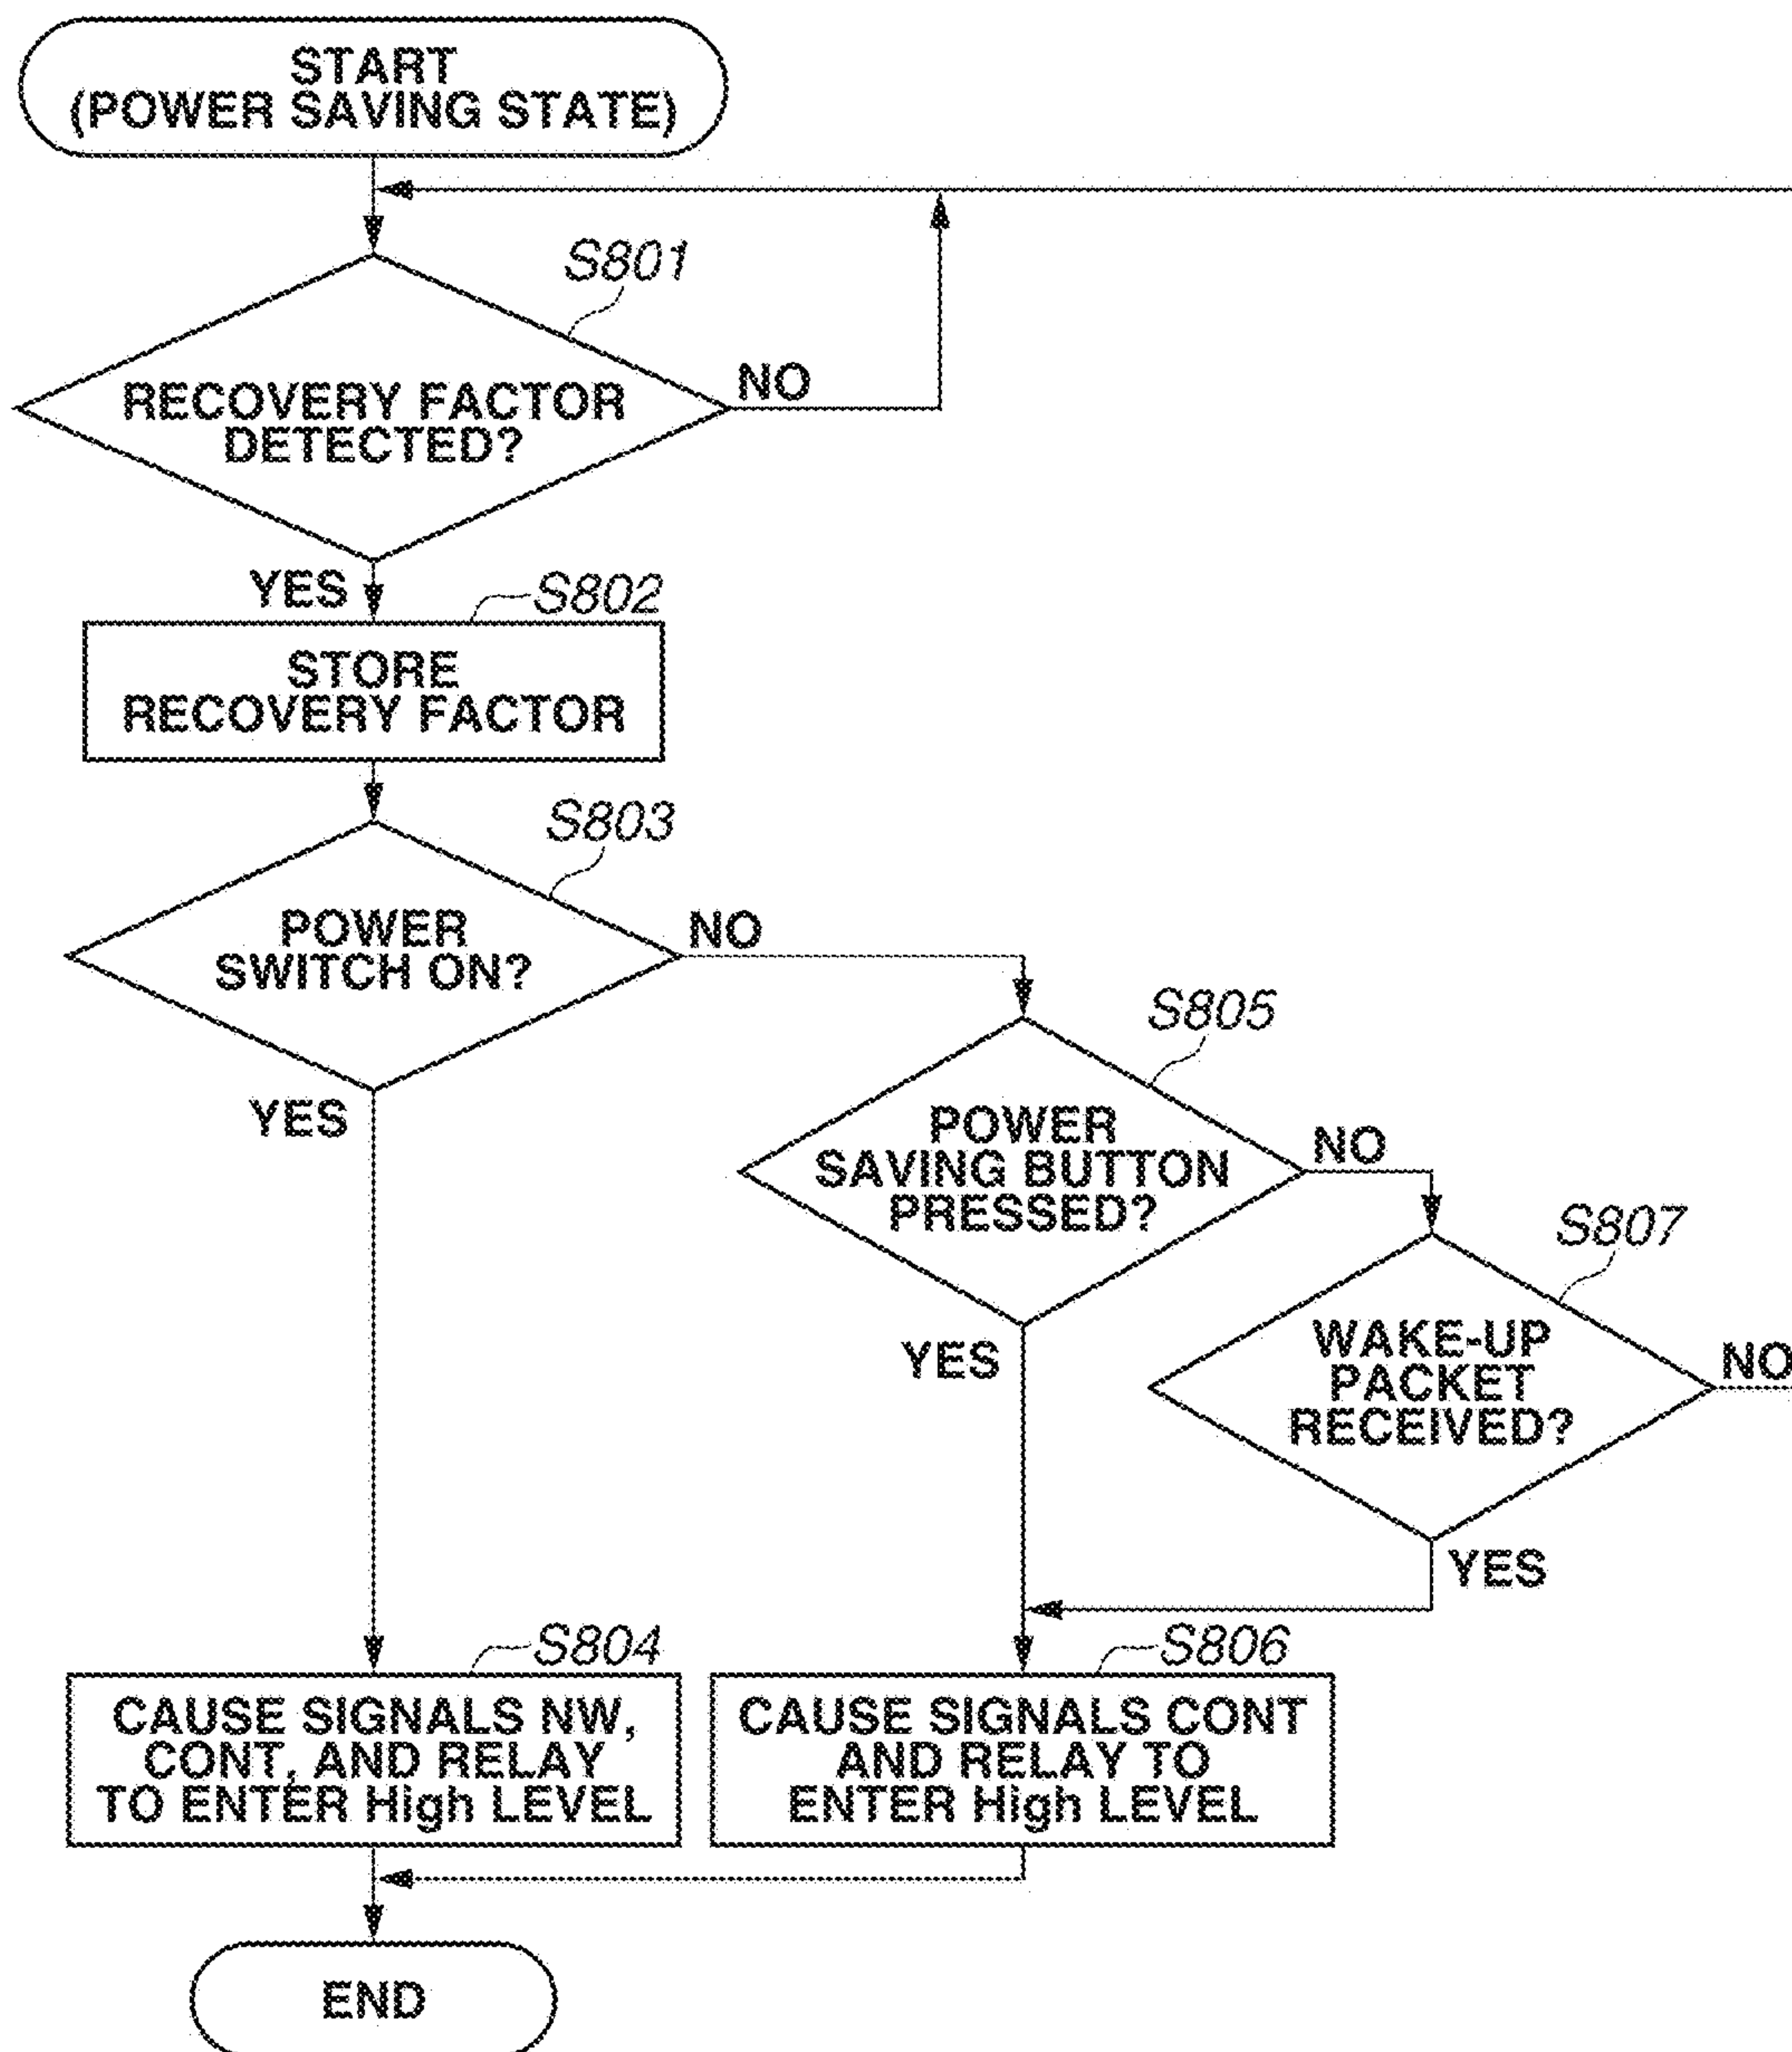 START
(POWER SAVING STATE)
S801
RECOVERY FACTOR
DETECTED?
NO
YES
S802
STORE
RECOVERY FACTOR
S803
POWER
SWITCH ON?
NO
YES
S805
POWER
SAVING BUTTON
PRESSED?
NO
YES
S807
WAKE-UP
PACKET
RECEIVED?
NO
YES
S804
CAUSE SIGNALS NW,
CONT, AND RELAY
TO ENTER High LEVEL
S806
CAUSE SIGNALS CONT
AND RELAY TO
ENTER High LEVEL
END